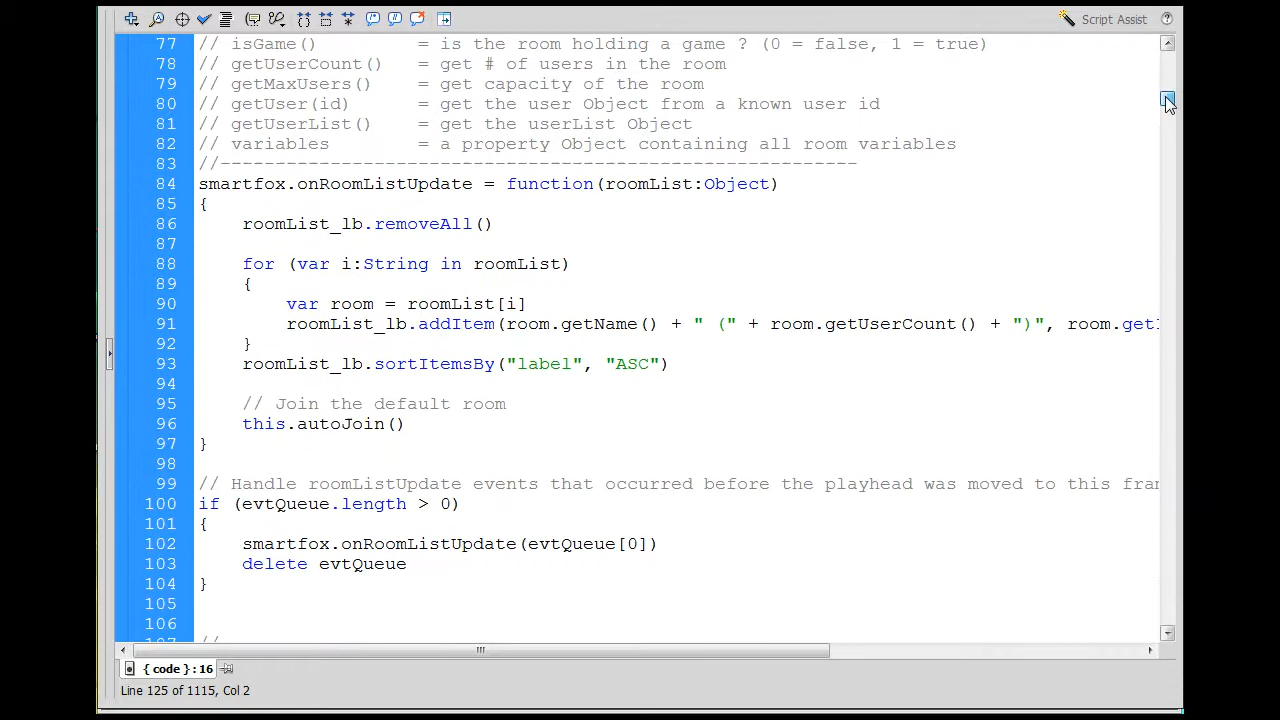 Script Assist
77 // isGame() = is the room holding a game ? (0 = false, 1 = true)
78 // getUserCount() = get # of users in the room
79 // getMaxUsers() = get capacity of the room
80 // getUser(id) = get the user Object from a known user id
81 // getUserList() = get the userList Object
82 // variables = a property Object containing all room variables
83 //----------------------------------------------------------
84 smartfox.onRoomListUpdate = function(roomList:Object)
85 {
86 roomList_lb.removeAll()
87
88 for (var i:String in roomList)
89 {
90 var room = roomList[i]
91 roomList_lb.addItem(room.getName() + " (" + room.getUserCount() + ")", room.get
92 }
93 roomList_lb.sortItemsBy("label", "ASC")
94
95 // Join the default room
96 this.autoJoin()
97 }
98
99 // Handle roomListUpdate events that occurred before the playhead was moved to this fra
100 if (evtQueue.length > 0)
101 {
102 smartfox.onRoomListUpdate(evtQueue[0])
103 delete evtQueue
104 }
105
106
{ code } : 16
Line 125 of 1115, Col 2